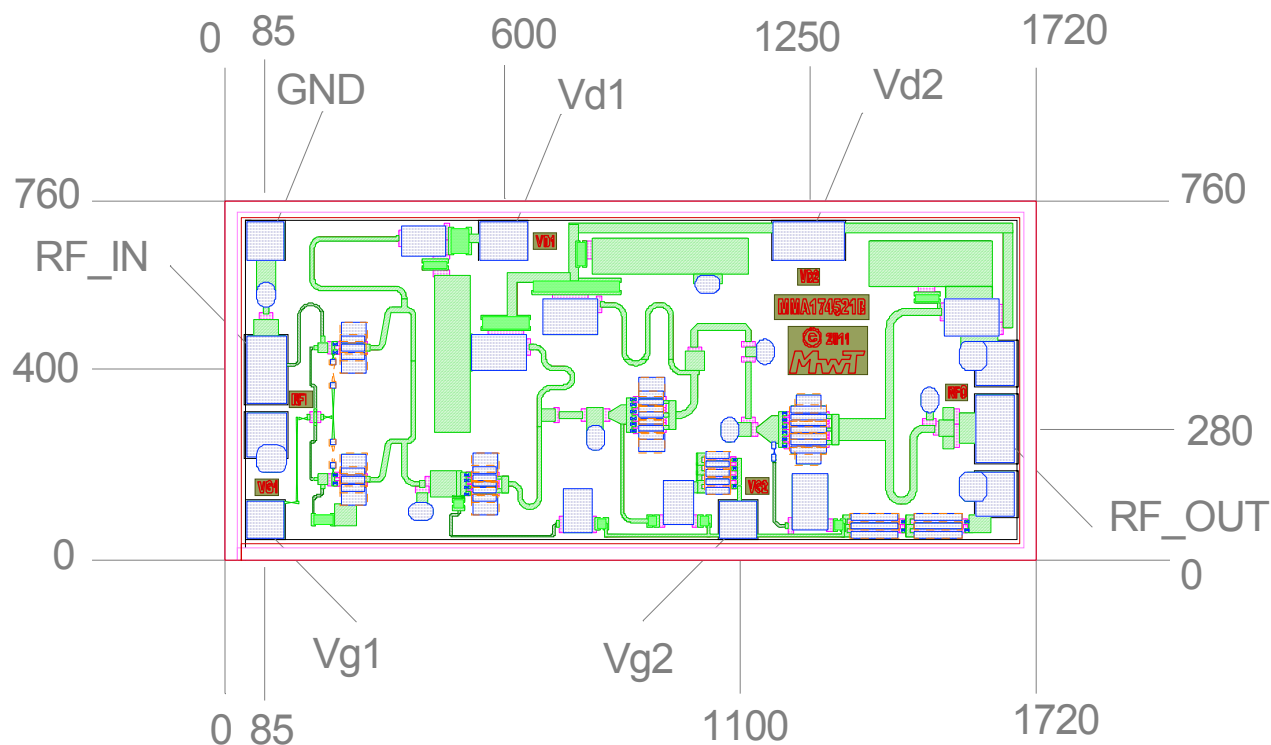 0 85 600 1250 1720
GND Vd1 Vd2
760 760
RF_IN
VD1
VD2
MMA174521B
© 2011
MwT
400
RFI RFO
280
VG1 VG2
RF_OUT
0 0
Vg1 Vg2
0 85 1100 1720